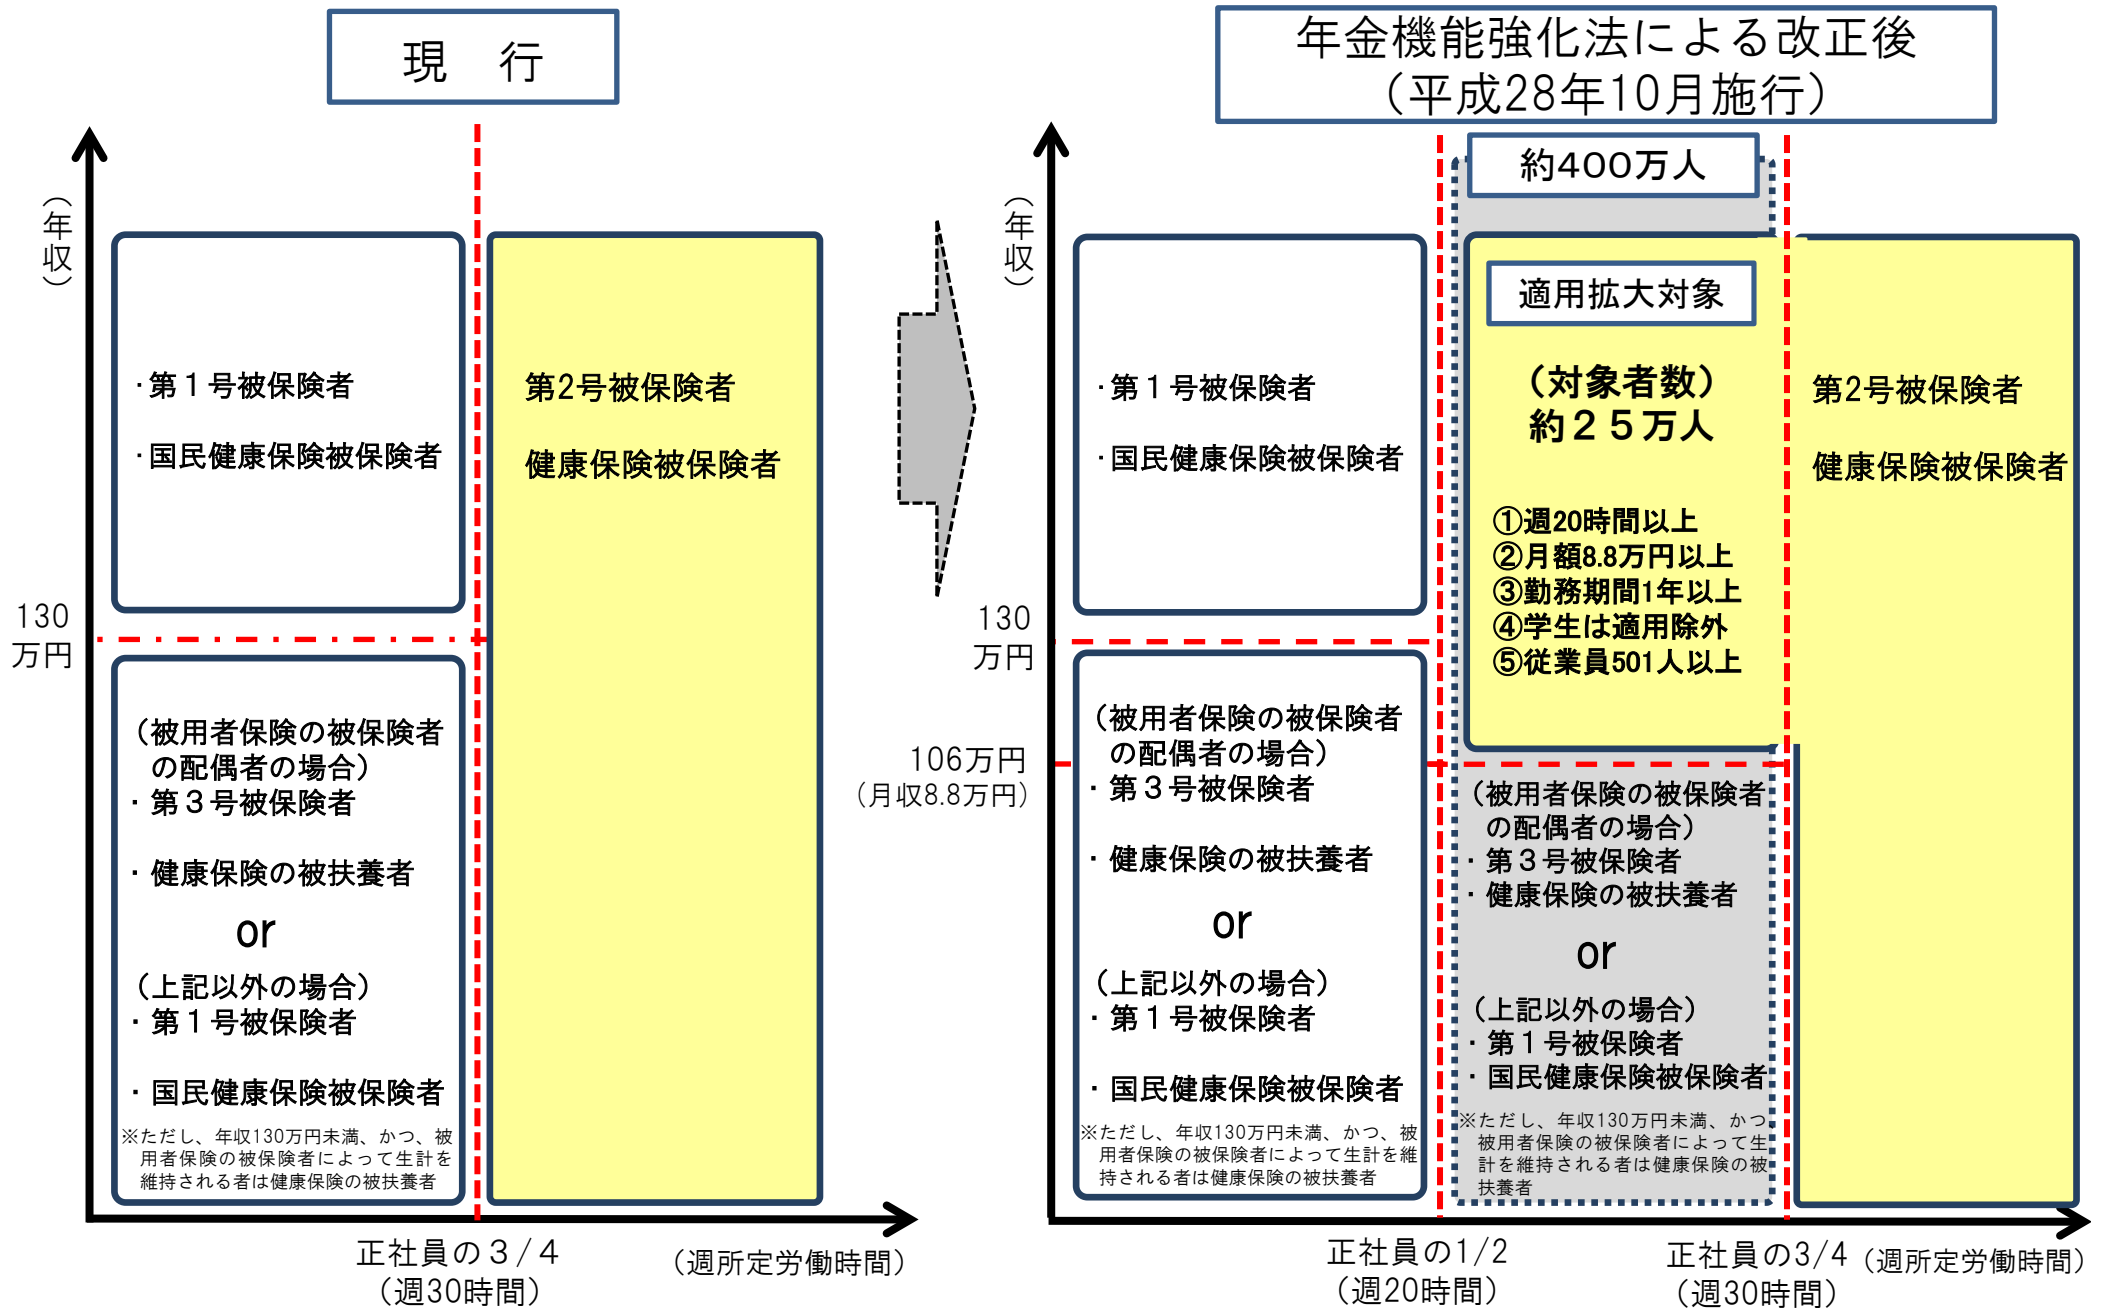 現　行
(年収)
・第１号被保険者
・国民健康保険被保険者
第2号被保険者
健康保険被保険者
130
万円
（被用者保険の被保険者
の配偶者の場合）
・第３号被保険者
・健康保険の被扶養者
or
（上記以外の場合）
・第１号被保険者
・国民健康保険被保険者
※ただし、年収130万円未満、かつ、被
用者保険の被保険者によって生計を
維持される者は健康保険の被扶養者
正社員の３/４
（週30時間）
（週所定労働時間）
年金機能強化法による改正後
（平成28年10月施行）
約４００万人
(年収)
・第１号被保険者
・国民健康保険被保険者
適用拡大対象
（対象者数）
約２５万人
①週20時間以上
②月額8.8万円以上
③勤務期間1年以上
④学生は適用除外
⑤従業員501人以上
第2号被保険者
健康保険被保険者
130
万円
106万円
（月収8.8万円）
（被用者保険の被保険者
の配偶者の場合）
・第３号被保険者
・健康保険の被扶養者
or
（上記以外の場合）
・第１号被保険者
・国民健康保険被保険者
※ただし、年収130万円未満、かつ、被
用者保険の被保険者によって生計を維
持される者は健康保険の被扶養者
（被用者保険の被保険者
の配偶者の場合）
・第３号被保険者
・健康保険の被扶養者
or
（上記以外の場合）
・第１号被保険者
・国民健康保険被保険者
※ただし、年収130万円未満、かつ、
被用者保険の被保険者によって生
計を維持される者は健康保険の被
扶養者
正社員の1/2
（週20時間）
正社員の3/4
（週30時間）
（週所定労働時間）